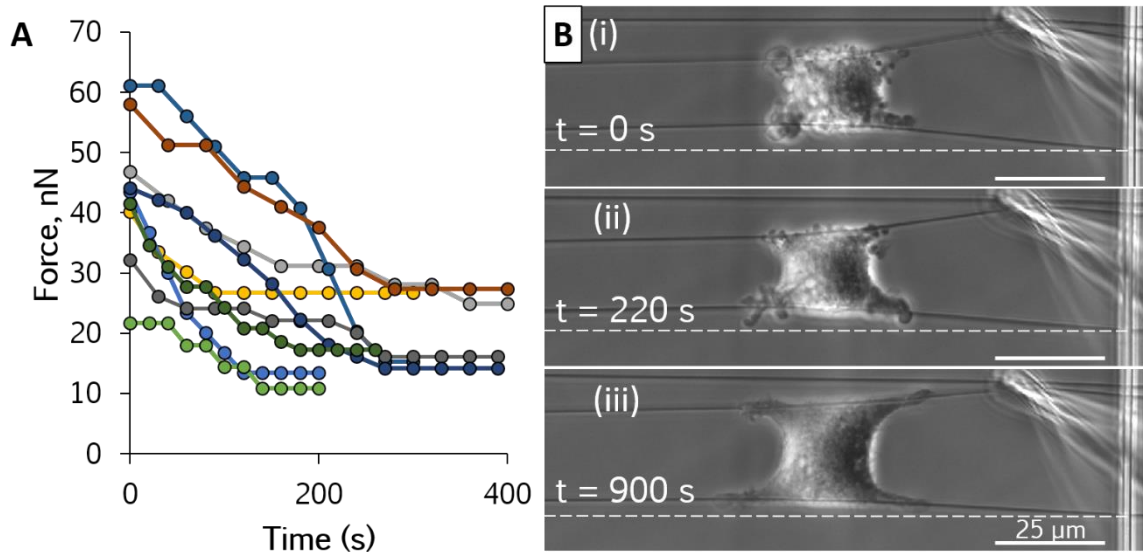 A
70
60
50
40
30
20
10
0
0 200 400
Force, nN
Time (s)
B (i)
t = 0 s
(ii)
t = 220 s
(iii)
t = 900 s
25 µm